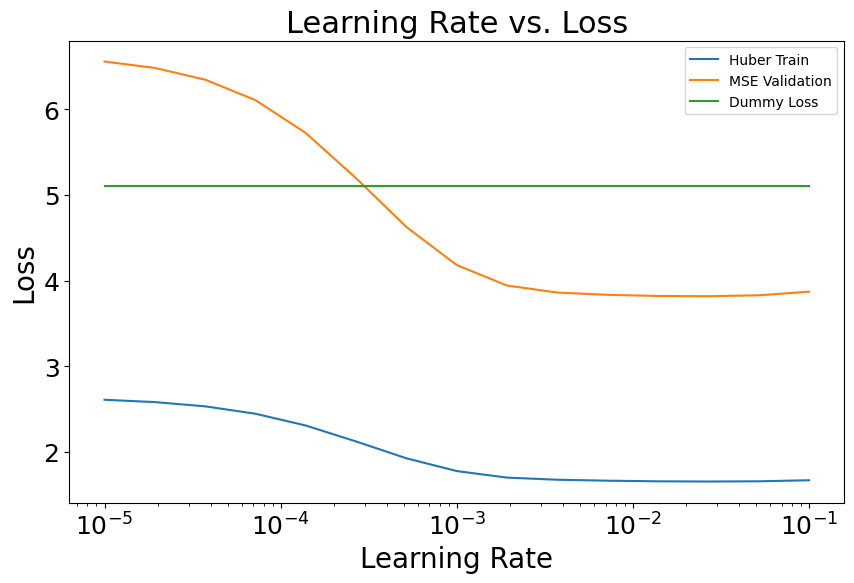 Learning Rate vs. Loss
Huber Train
MSE Validation
Dummy Loss
Loss
6
5
4
3
2
10⁻⁵
10⁻⁴
10⁻³
10⁻²
10⁻¹
Learning Rate